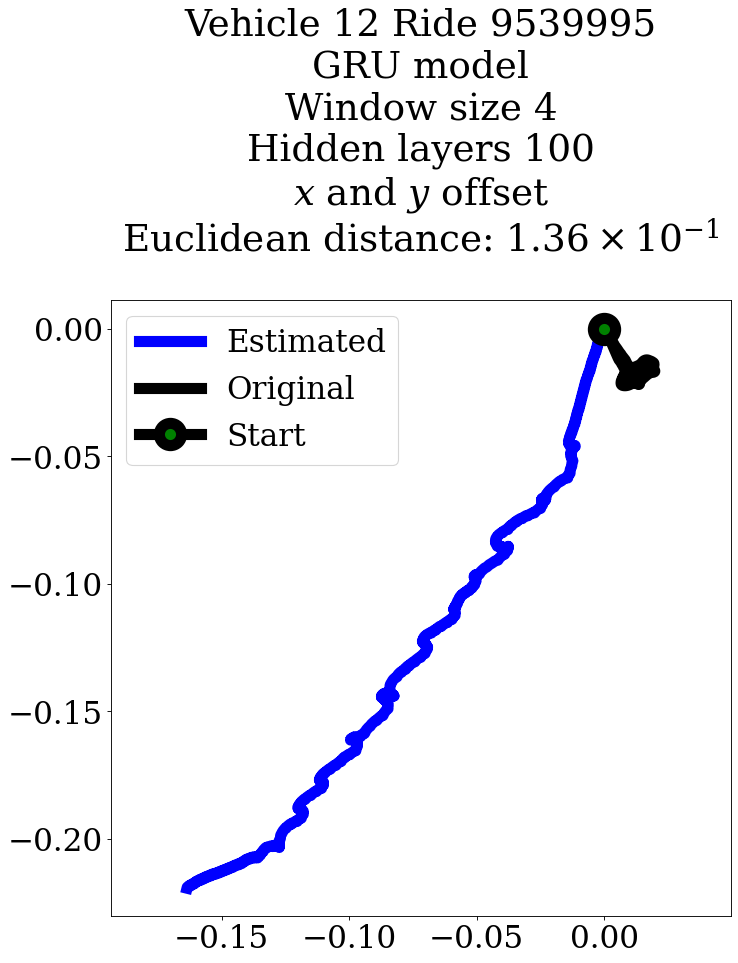 Vehicle 12 Ride 9539995
GRU model
Window size 4
Hidden layers 100
x and y offset
Euclidean distance: 1.36 × 10⁻¹
Estimated
Original
Start
0.00
−0.05
−0.10
−0.15
−0.20
−0.15 −0.10 −0.05 0.00